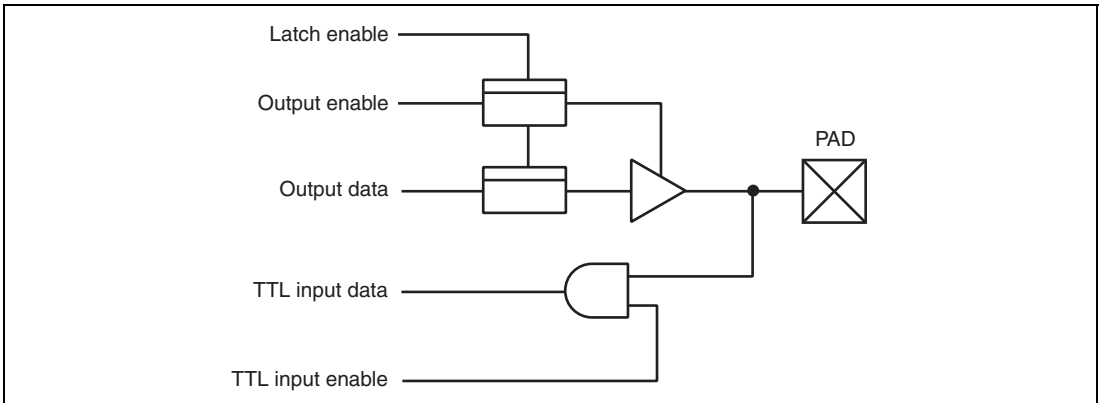 Latch enable
Output enable
PAD
Output data
TTL input data
TTL input enable